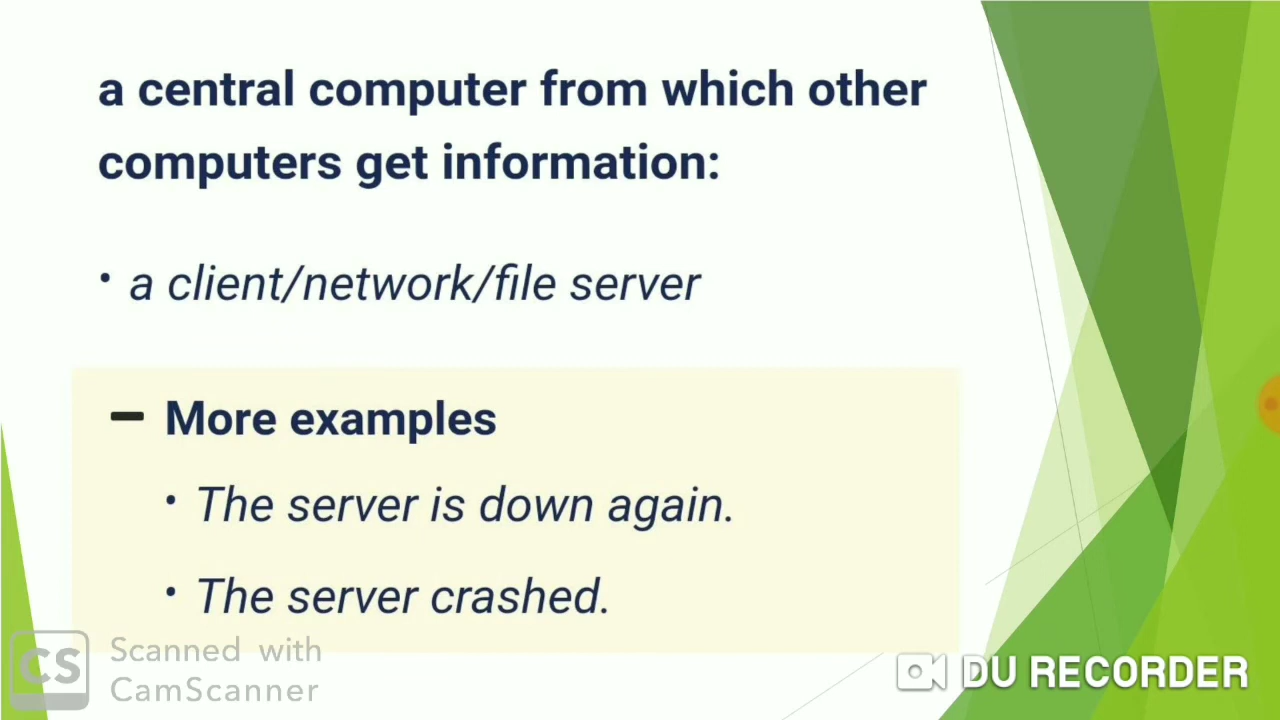 a central computer from which other
computers get information:
• a client/network/file server
– More examples
• The server is down again.
• The server crashed.
CS Scanned with
CamScanner
DU RECORDER